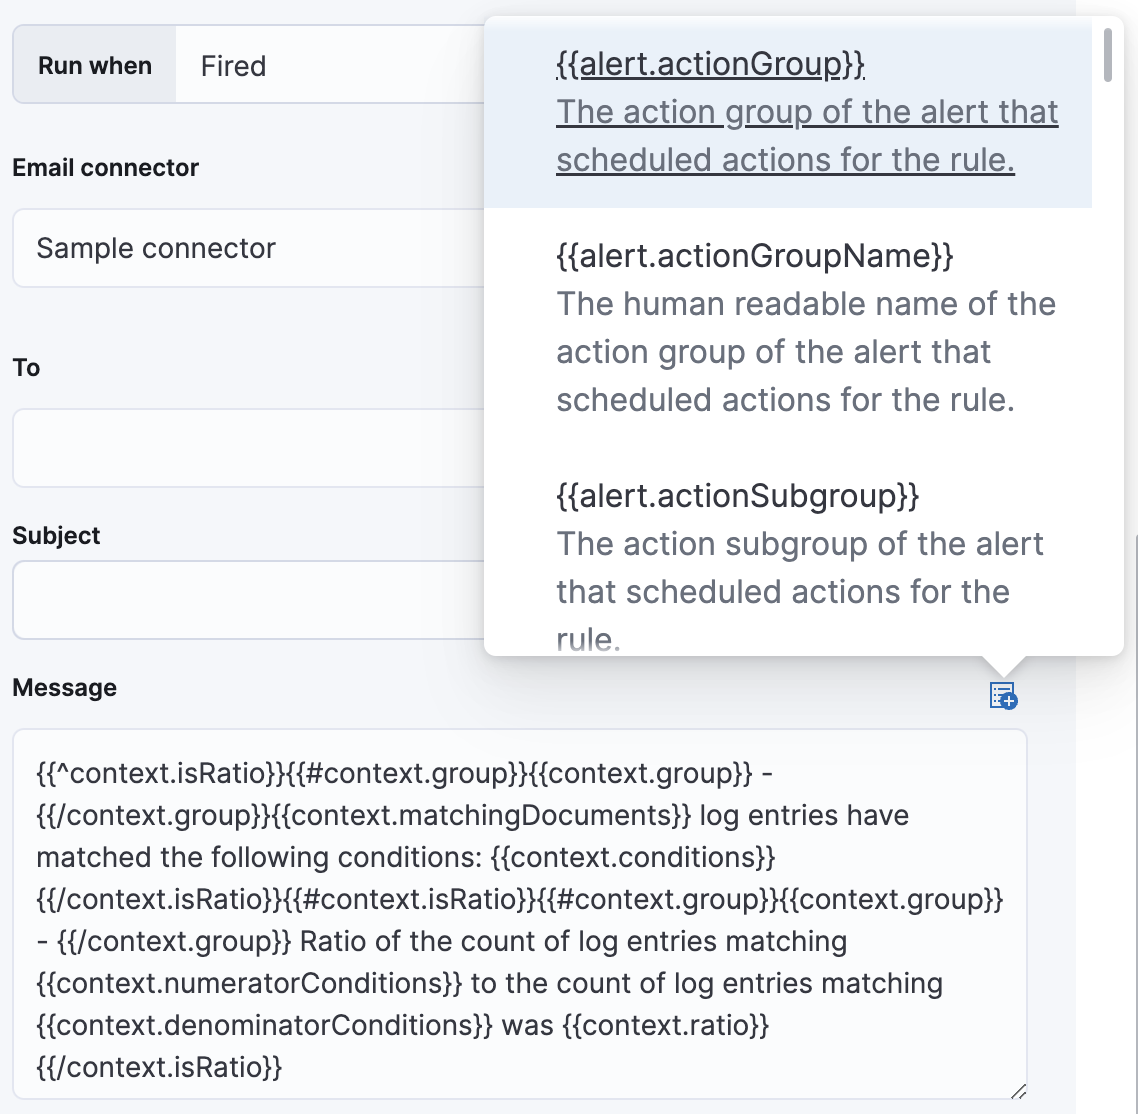 Run when
Fired
Email connector
Sample connector
To
Subject
{{alert.actionGroup}}
The action group of the alert that
scheduled actions for the rule.
{{alert.actionGroupName}}
The human readable name of the
action group of the alert that
scheduled actions for the rule.
{{alert.actionSubgroup}}
The action subgroup of the alert
that scheduled actions for the
rule.
Message
{{^context.isRatio}}{{#context.group}}{{context.group}} -
{{/context.group}}{{context.matchingDocuments}} log entries have
matched the following conditions: {{context.conditions}}
{{/context.isRatio}}{{#context.isRatio}}{{#context.group}}{{context.group}}
- {{/context.group}} Ratio of the count of log entries matching
{{context.numeratorConditions}} to the count of log entries matching
{{context.denominatorConditions}} was {{context.ratio}}
{{/context.isRatio}}